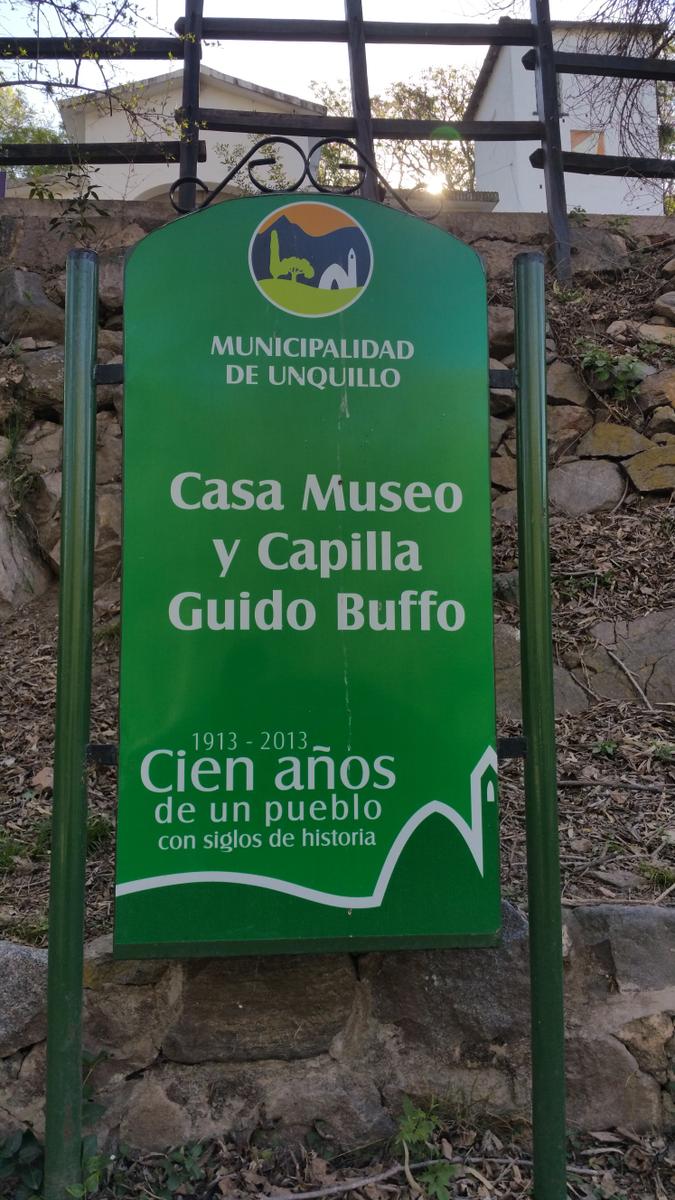 MUNICIPALIDAD
DE UNQUILLO
Casa Museo
y Capilla
Guido Buffo
1913 - 2013
Cien años
de un pueblo
con siglos de historia